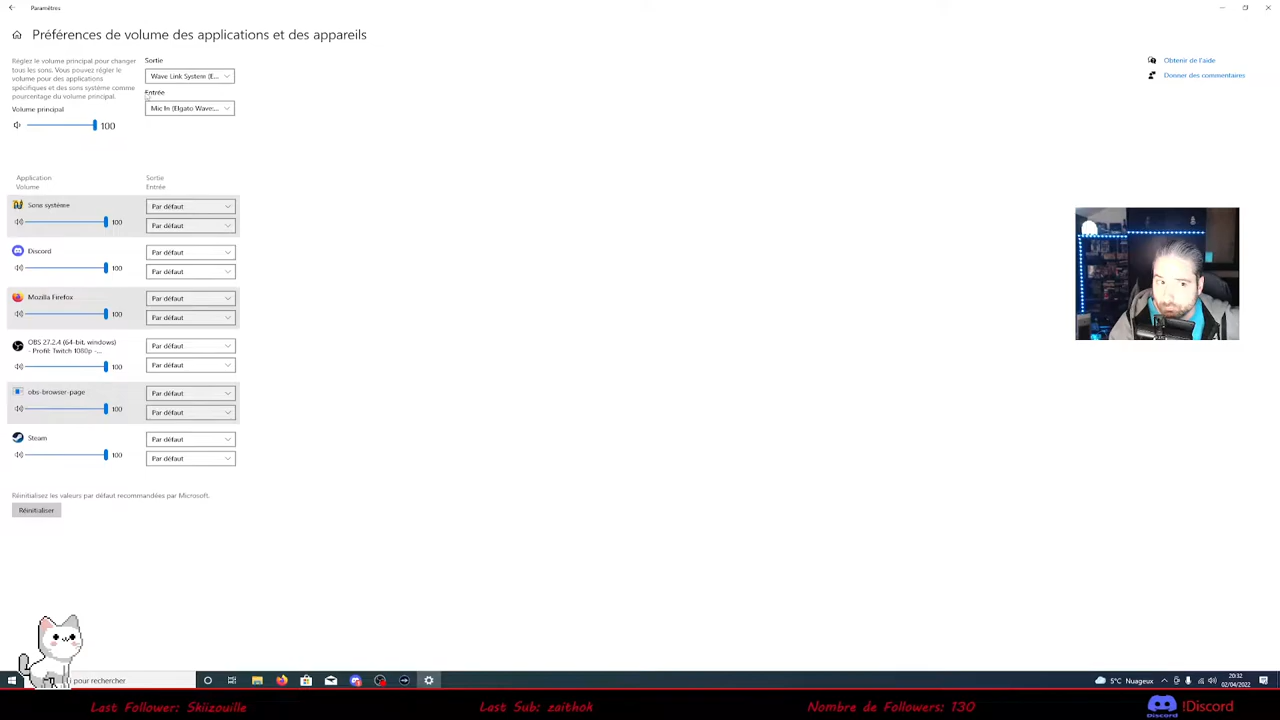 Paramètres
Préférences de volume des applications et des appareils
Réglez le volume principal pour changer
tous les sons. Vous pouvez régler le
volume pour des applications
spécifiques et des sons système comme
pourcentage du volume principal.
Volume principal
100
Sortie
Wave Link System (E...
Entrée
Mic In (Elgato Wave:...
Obtenir de l'aide
Donner des commentaires
Application
Volume
Sortie
Entrée
Sons système
100
Par défaut
Par défaut
Discord
100
Par défaut
Par défaut
Mozilla Firefox
100
Par défaut
Par défaut
OBS 27.2.4 (64-bit, windows)
- Profil: Twitch 1080p -...
100
Par défaut
Par défaut
obs-browser-page
100
Par défaut
Par défaut
Steam
100
Par défaut
Par défaut
Réinitialisez les valeurs par défaut recommandées par Microsoft.
Réinitialiser
i pour rechercher
5°C Nuageux
20:32
02/04/2022
Last Follower: Skiizouille
Last Sub: zaithok
Nombre de Followers: 130
DISCORD
!Discord